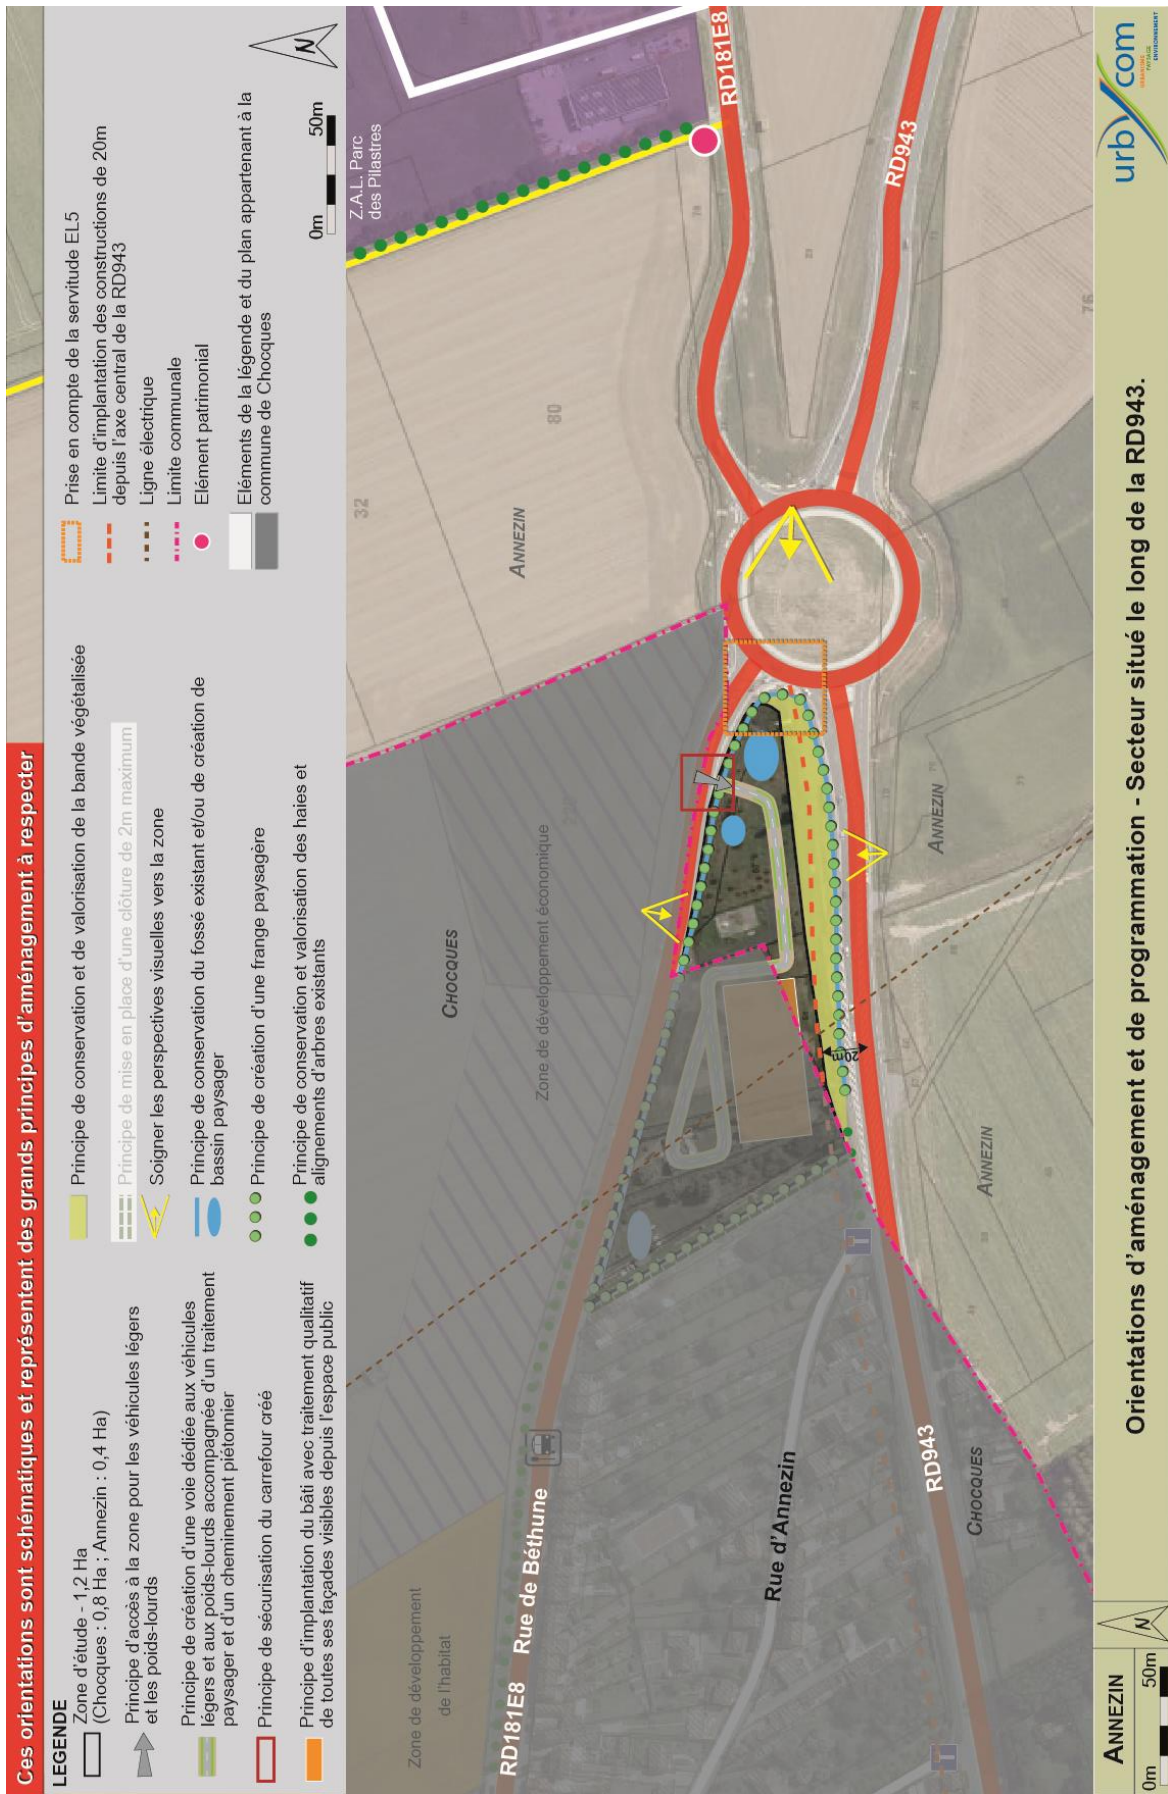 Ces orientations sont schématiques et représentent des grands principes d'aménagement à respecter
LEGENDE
Zone d'étude - 1,2 Ha
(Chocques : 0,8 Ha ; Annezin : 0,4 Ha)
Principe d'accès à la zone pour les véhicules légers
et les poids-lourds
Principe de création d'une voie dédiée aux véhicules
légers et aux poids-lourds accompagnée d'un traitement
paysager et d'un cheminement piétonnier
Principe de sécurisation du carrefour créé
Principe d'implantation du bâti avec traitement qualitatif
de toutes ses façades visibles depuis l'espace public
Principe de conservation et de valorisation de la bande végétalisée
Principe de mise en place d'une clôture de 2m maximum
Soigner les perspectives visuelles vers la zone
Principe de conservation du fossé existant et/ou de création de
bassin paysager
Principe de création d'une frange paysagère
Principe de conservation et valorisation des haies et
alignements d'arbres existants
Prise en compte de la servitude EL5
Limite d'implantation des constructions de 20m
depuis l'axe central de la RD943
Ligne électrique
Limite communale
Elément patrimonial
Eléments de la légende et du plan appartenant à la
commune de Chocques
N
0m 50m
Z.A.L. Parc
des Pilastres
RD181E8
RD943
32
80
76
ANNEZIN
CHOCQUES
Zone de développement économique
ANNEZIN
20m
ANNEZIN
Zone de développement
de l'habitat
RD181E8 Rue de Béthune
Rue d'Annezin
RD943
CHOCQUES
ANNEZIN
0m 50m
N
Orientations d'aménagement et de programmation - Secteur situé le long de la RD943.
urbycom
URBANISME
PAYSAGE
ENVIRONNEMENT